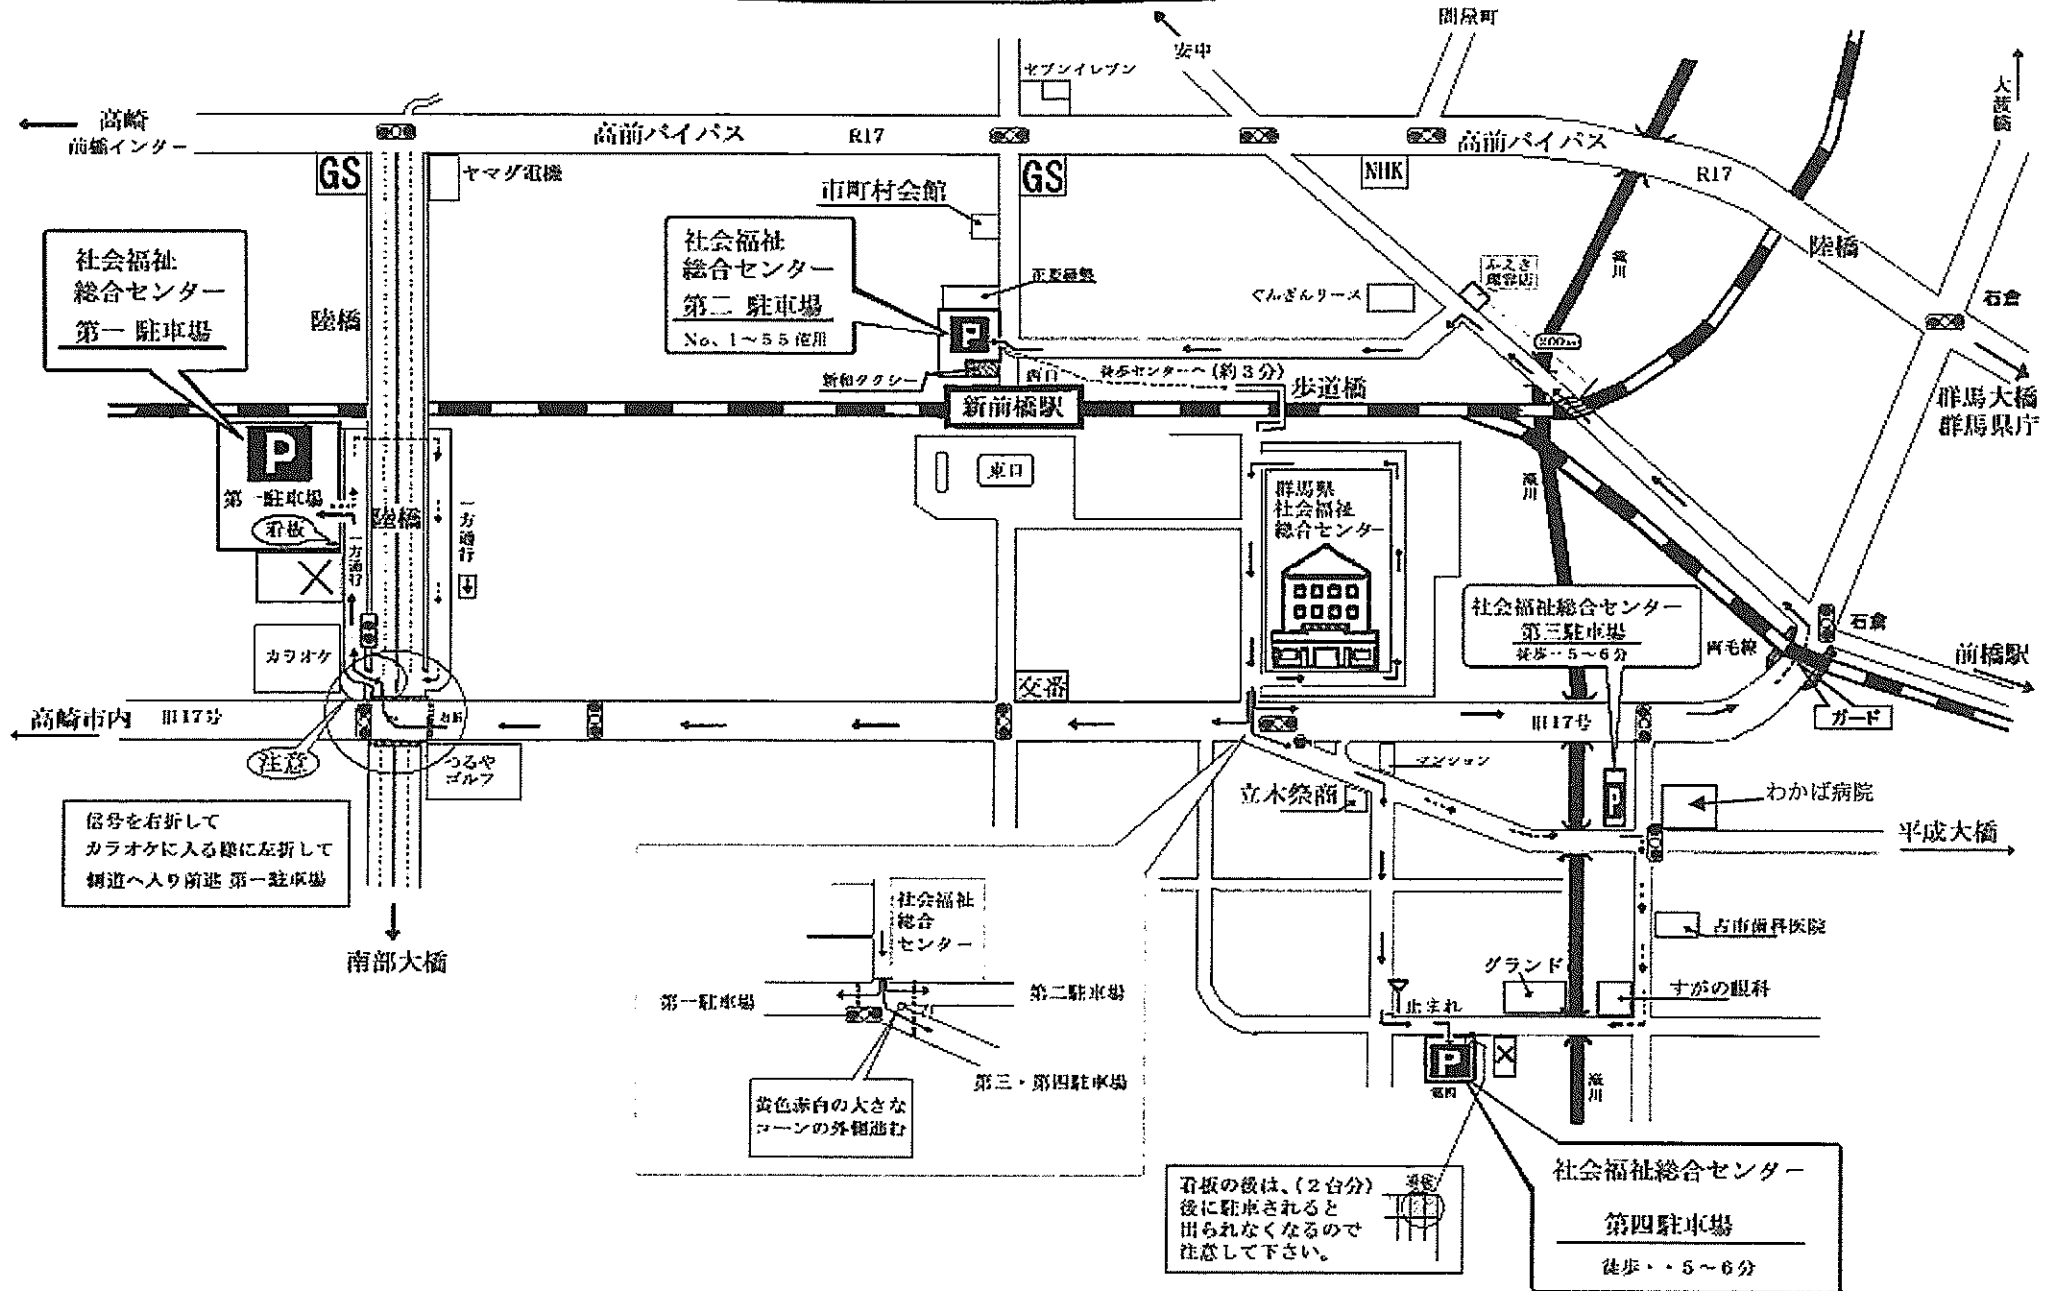 安中
問屋町
セブンイレブン
大渡橋
高崎
前橋インター
高前バイパス
R17
高前バイパス
R17
GS
ヤマダ電機
GS
NHK
市町村会館
陸橋
社会福祉
総合センター
第一駐車場
陸橋
社会福祉
総合センター
第二駐車場
No、1～55使用
ぐんぎんリース
滝川
石倉
新和タクシー
西口
徒歩センターへ(約3分)
歩道橋
新前橋駅
群馬大橋
群馬県庁
P
P
第一駐車場
看板
陸橋
一方通行
一方通行
東口
群馬県
社会福祉
総合センター
滝川
社会福祉総合センター
第三駐車場
徒歩・・5～6分
両毛線
石倉
前橋駅
カラオケ
交番
高崎市内
旧17号
右折
旧17号
ガード
注意
つるや
ゴルフ
マンション
立木祭商
P
わかば病院
平成大橋
信号を右折して
カラオケに入る様に左折して
側道へ入り前進 第一駐車場
南部大橋
社会福祉
総合
センター
第一駐車場
第二駐車場
第三・第四駐車場
黄色赤白の大きな
コーンの外側進む
古市歯科医院
グランド
すがの眼科
止まれ
P
第四
滝川
看板の後は、(2台分)
後に駐車されると
出られなくなるので
注意して下さい。
看板
社会福祉総合センター
第四駐車場
徒歩・・5～6分